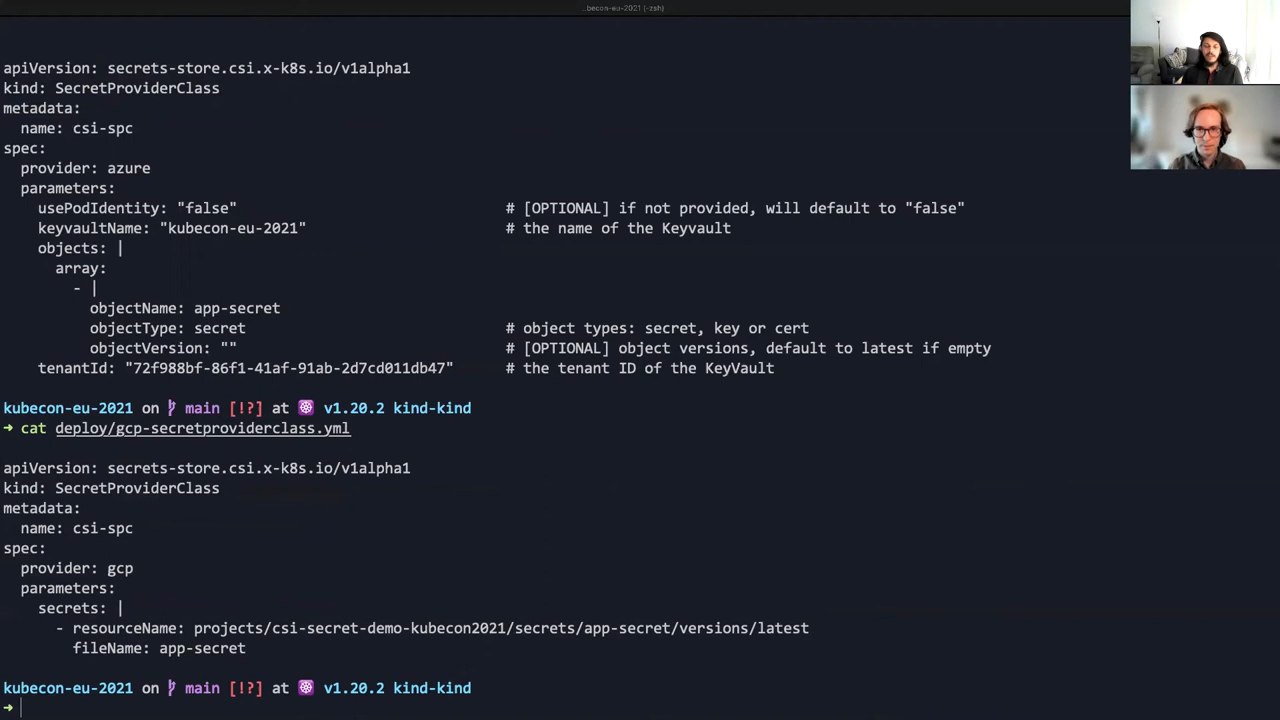 ..becon-eu-2021 (-zsh)
apiVersion: secrets-store.csi.x-k8s.io/v1alpha1
kind: SecretProviderClass
metadata:
  name: csi-spc
spec:
  provider: azure
  parameters:
    usePodIdentity: "false" # [OPTIONAL] if not provided, will default to "false"
    keyvaultName: "kubecon-eu-2021" # the name of the Keyvault
    objects: |
      array:
        - |
          objectName: app-secret
          objectType: secret # object types: secret, key or cert
          objectVersion: "" # [OPTIONAL] object versions, default to latest if empty
    tenantId: "72f988bf-86f1-41af-91ab-2d7cd011db47" # the tenant ID of the KeyVault
kubecon-eu-2021 on main [!?] at v1.20.2 kind-kind
➜ cat deploy/gcp-secretproviderclass.yml
apiVersion: secrets-store.csi.x-k8s.io/v1alpha1
kind: SecretProviderClass
metadata:
  name: csi-spc
spec:
  provider: gcp
  parameters:
    secrets: |
      - resourceName: projects/csi-secret-demo-kubecon2021/secrets/app-secret/versions/latest
        fileName: app-secret
kubecon-eu-2021 on main [!?] at v1.20.2 kind-kind
➜